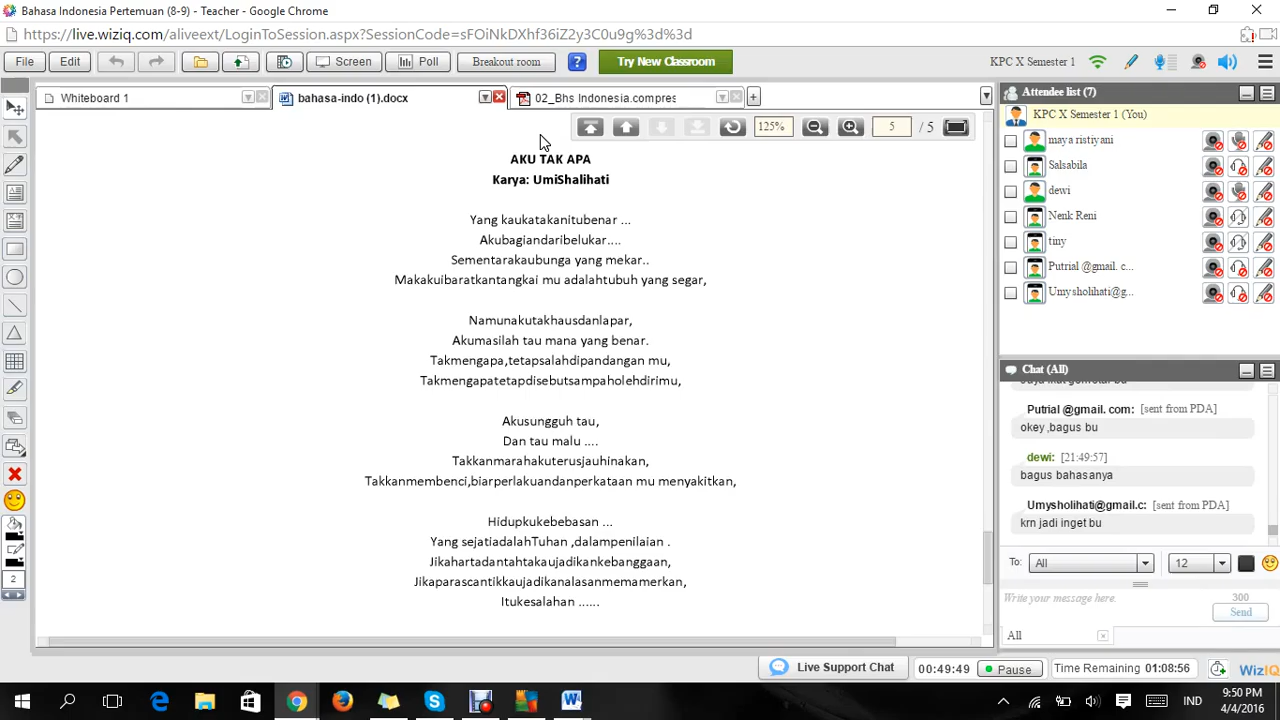 Bahasa Indonesia Pertemuan (8-9) - Teacher - Google Chrome
https://live.wiziq.com/aliveext/LoginToSession.aspx?SessionCode=sFOiNkDXhf36iZ2y3C0u9g%3d%3d
File Edit Screen Poll Breakout room ? Try New Classroom KPC X Semester 1
Whiteboard 1 bahasa-indo (1).docx 02_Bhs Indonesia.compres
125% 5 / 5
AKU TAK APA
Karya: UmiShalihati
Yang kaukatakanitubenar ...
Akubagiandaribelukar....
Sementarakaubunga yang mekar..
Makakuibaratkantangkai mu adalahtubuh yang segar,
Namunakutakhausdanlapar,
Akumasilah tau mana yang benar.
Takmengapa,tetapsalahdipandangan mu,
Takmengapatetapdisebutsampaholehdirimu,
Akusungguh tau,
Dan tau malu ....
Takkanmarahakuterusjauhinakan,
Takkanmembenci,biarperlakuandanperkataan mu menyakitkan,
Hidupkukebebasan ...
Yang sejatiadalahTuhan ,dalampenilaian .
Jikahartadantahtakaujadikankebanggaan,
Jikaparascantikkaujadikanalasanmemamerkan,
Itukesalahan ......
2
Attendee list (7)
KPC X Semester 1 (You)
maya ristiyani
Salsabila
dewi
Nenk Reni
tiny
Putrial @gmail. c...
Umysholihati@g...
Chat (All)
Putrial @gmail. com: [sent from PDA]
okey ,bagus bu
dewi: [21:49:57]
bagus bahasanya
Umysholihati@gmail.c: [sent from PDA]
krn jadi inget bu
To: All 12
Write your message here. 300
Send
All
Live Support Chat 00:49:49 Pause Time Remaining 01:08:56 WizIQ
IND
9:50 PM
4/4/2016